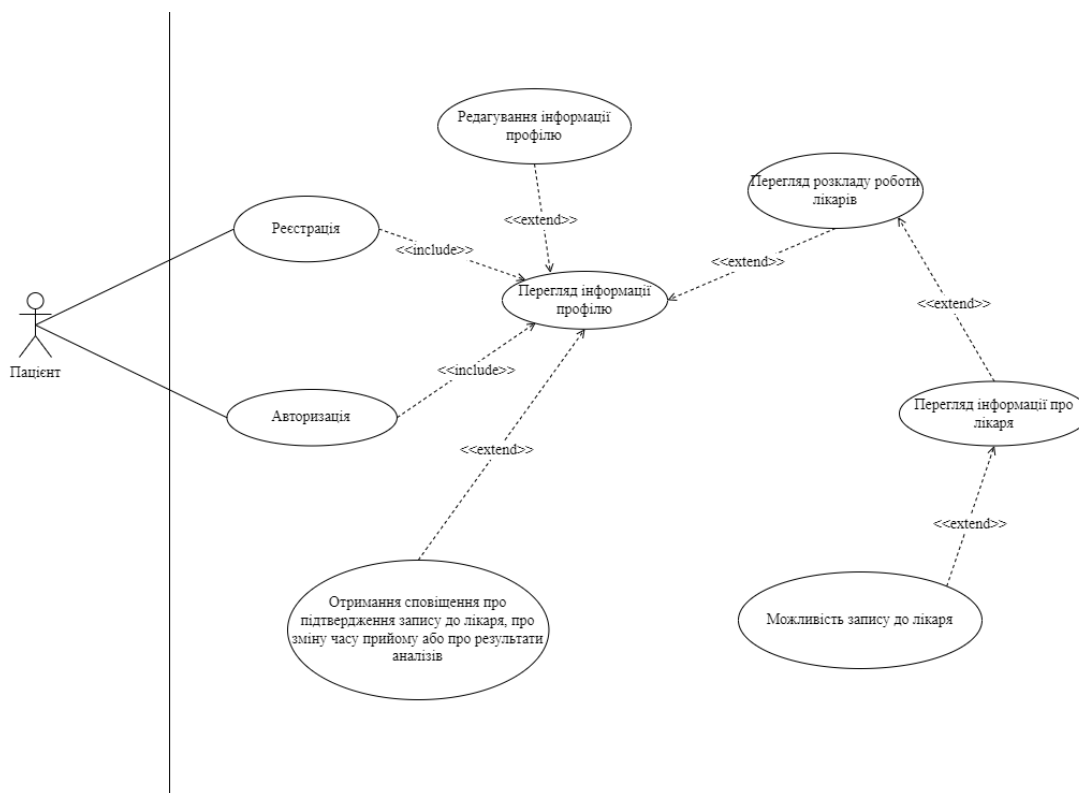 Редагування інформації
профілю
Перегляд розкладу роботи
лікарів
Реєстрація
<<extend>>
<<include>>
<<extend>>
Перегляд інформації
профілю
<<extend>>
Пацієнт
<<include>>
Авторизація
Перегляд інформації про
лікаря
<<extend>>
<<extend>>
Отримання сповіщення про
підтвердження запису до лікаря, про
зміну часу прийому або про результати
аналізів
Можливість запису до лікаря